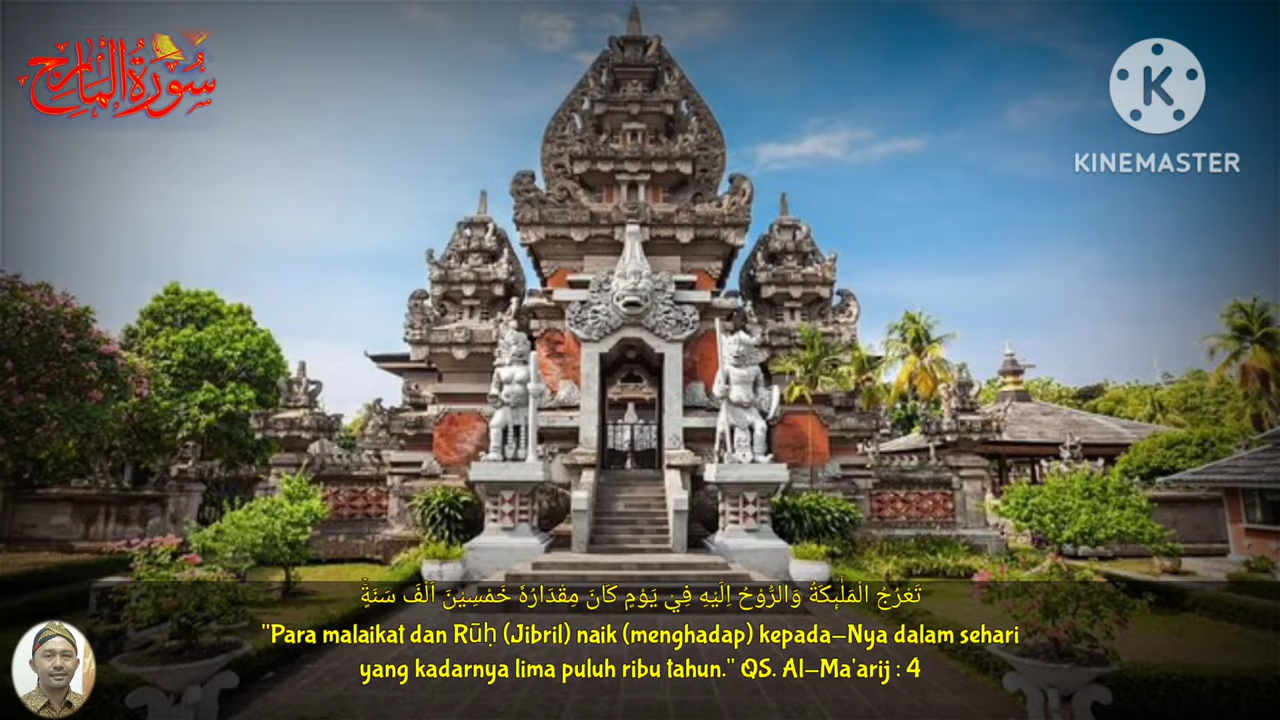 سُورَةُ المَارِج
K
KINEMASTER
تَعْرُجُ الْمَلٰۤىِٕكَةُ وَالرُّوْحُ اِلَيْهِ فِيْ يَوْمٍ كَانَ مِقْدَارُهٗ خَمْسِيْنَ اَلْفَ سَنَةٍۚ
"Para malaikat dan Rūḥ (Jibril) naik (menghadap) kepada-Nya dalam sehari
yang kadarnya lima puluh ribu tahun." QS. Al-Ma'arij : 4